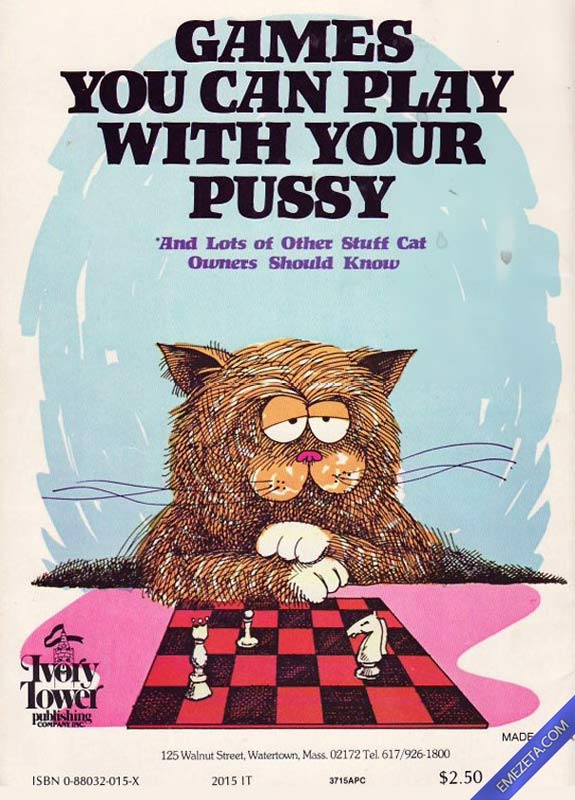 GAMES
YOU CAN PLAY
WITH YOUR
PUSSY
*And Lots of Other Stuff Cat
Owners Should Know
Ivory
Tower
publishing
COMPANY INC.
MADE
125 Walnut Street, Watertown, Mass. 02172 Tel. 617/926-1800
ISBN 0-88032-015-X 2015 IT 3715APC $2.50
EMEZETA.COM